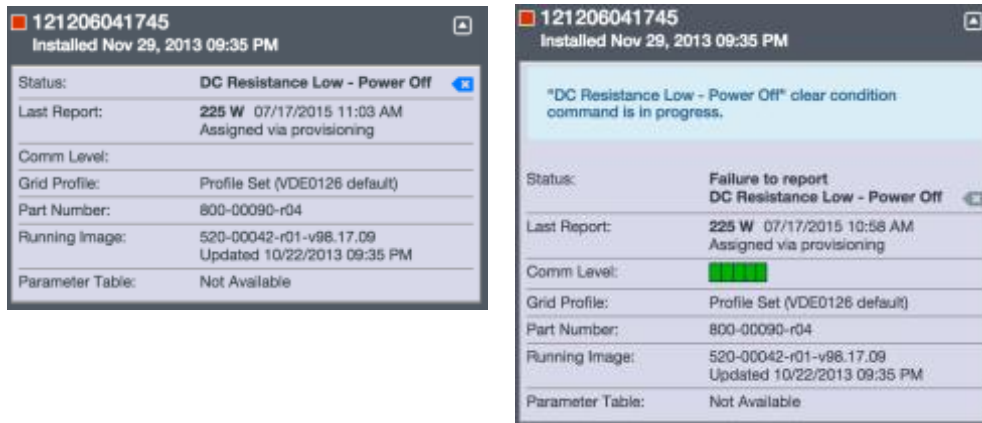 121206041745
Installed Nov 29, 2013 09:35 PM
Status: DC Resistance Low - Power Off
Last Report: 225 W 07/17/2015 11:03 AM
Assigned via provisioning
Comm Level:
Grid Profile: Profile Set (VDE0126 default)
Part Number: 800-00090-r04
Running Image: 520-00042-r01-v98.17.09
Updated 10/22/2013 09:35 PM
Parameter Table: Not Available
121206041745
Installed Nov 29, 2013 09:35 PM
"DC Resistance Low - Power Off" clear condition
command is in progress.
Status: Failure to report
DC Resistance Low - Power Off
Last Report: 225 W 07/17/2015 10:58 AM
Assigned via provisioning
Comm Level:
Grid Profile: Profile Set (VDE0126 default)
Part Number: 800-00090-r04
Running Image: 520-00042-r01-v98.17.09
Updated 10/22/2013 09:35 PM
Parameter Table: Not Available